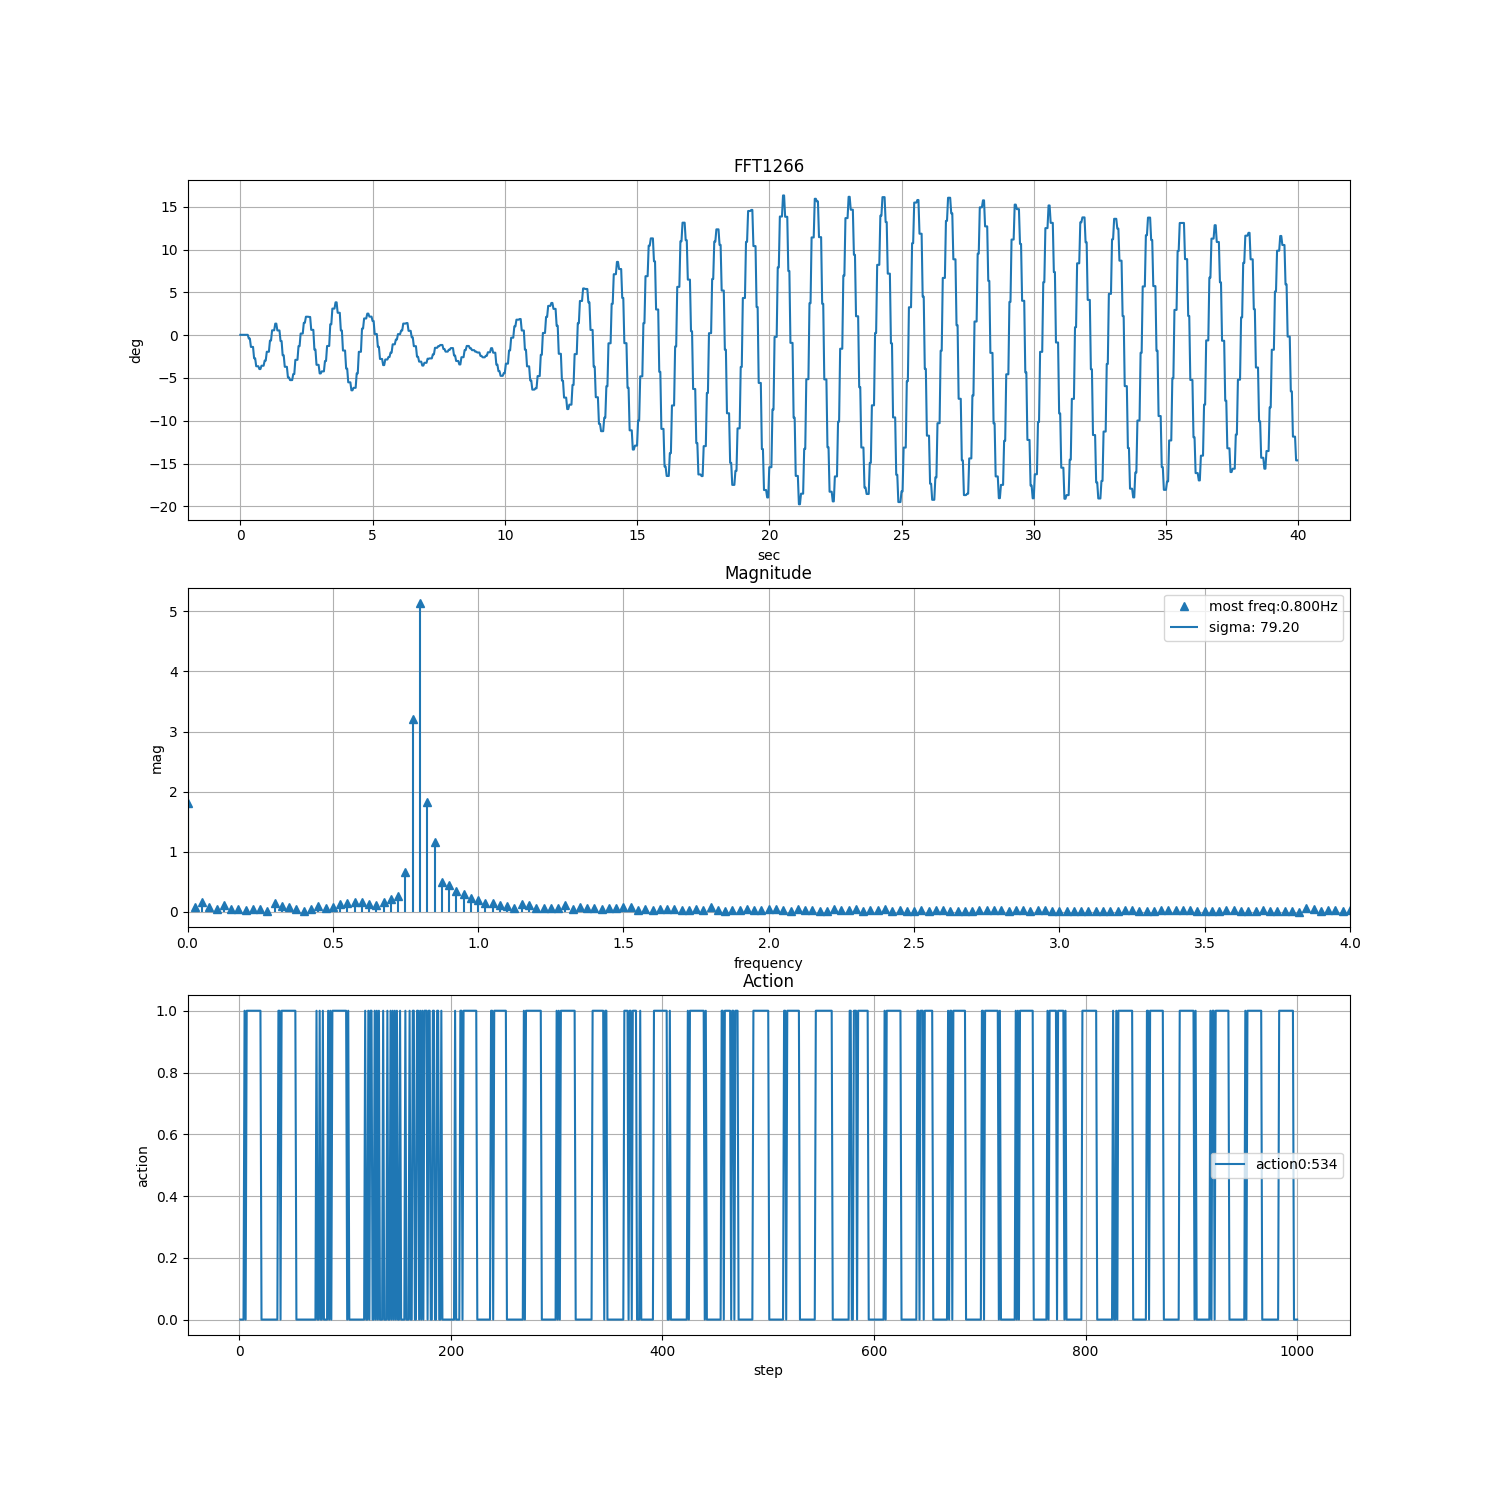 FFT1266
15
10
5
0
−5
−10
−15
−20
deg
0 5 10 15 20 25 30 35 40
sec
Magnitude
5
4
3
2
1
0
mag
most freq:0.800Hz
sigma: 79.20
0.0 0.5 1.0 1.5 2.0 2.5 3.0 3.5 4.0
frequency
Action
1.0
0.8
0.6
0.4
0.2
0.0
action
action0:534
0 200 400 600 800 1000
step